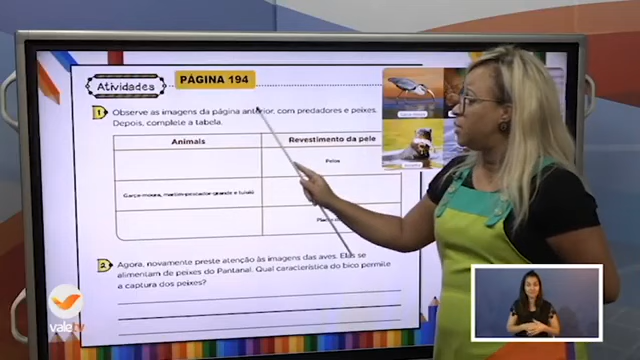 PÁGINA 194
Atividades
1 Observe as imagens da página anterior, com predadores e peixes.
Depois, complete a tabela.
Animais Revestimento da pele
Pelos
Garça-moura, martim-pescador-grande e tuiuiú
2 Agora, novamente preste atenção às imagens das aves. Elas se
alimentam de peixes do Pantanal. Qual característica do bico permite
a captura dos peixes?
vale tv